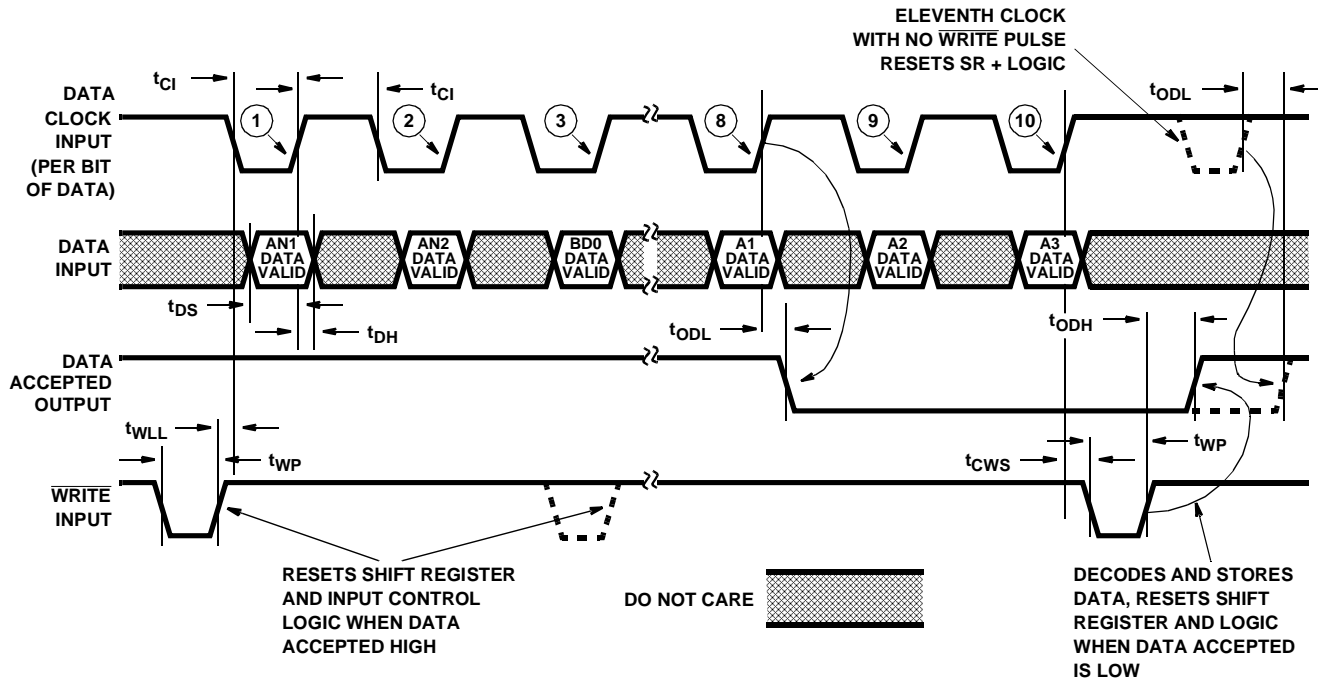 ELEVENTH CLOCK
WITH NO WRITE PULSE
RESETS SR + LOGIC
tCI
tCI
tODL
DATA
CLOCK
INPUT
(PER BIT
OF DATA)
1
2
3
8
9
10
DATA
INPUT
AN1
DATA
VALID
AN2
DATA
VALID
BD0
DATA
VALID
A1
DATA
VALID
A2
DATA
VALID
A3
DATA
VALID
tDS
tDH
tODL
tODH
DATA
ACCEPTED
OUTPUT
tWLL
tWP
tCWS
tWP
WRITE
INPUT
RESETS SHIFT REGISTER
AND INPUT CONTROL
LOGIC WHEN DATA
ACCEPTED HIGH
DO NOT CARE
DECODES AND STORES
DATA, RESETS SHIFT
REGISTER AND LOGIC
WHEN DATA ACCEPTED
IS LOW